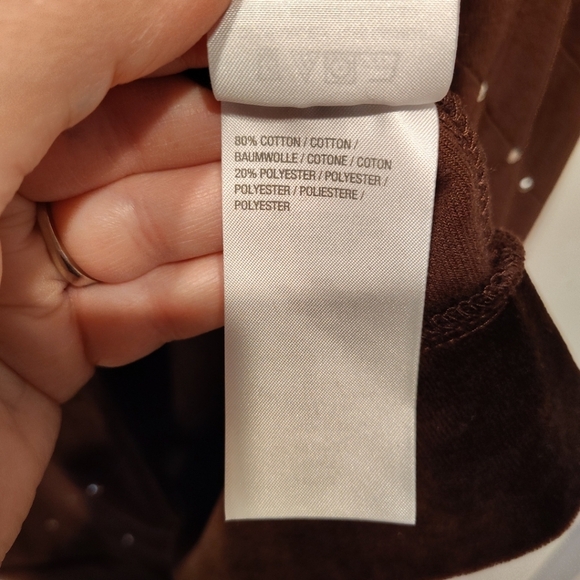 80% COTTON / COTTON /
BAUMWOLLE / COTONE / COTON
20% POLYESTER / POLYESTER /
POLYESTER / POLIESTERE /
POLYESTER